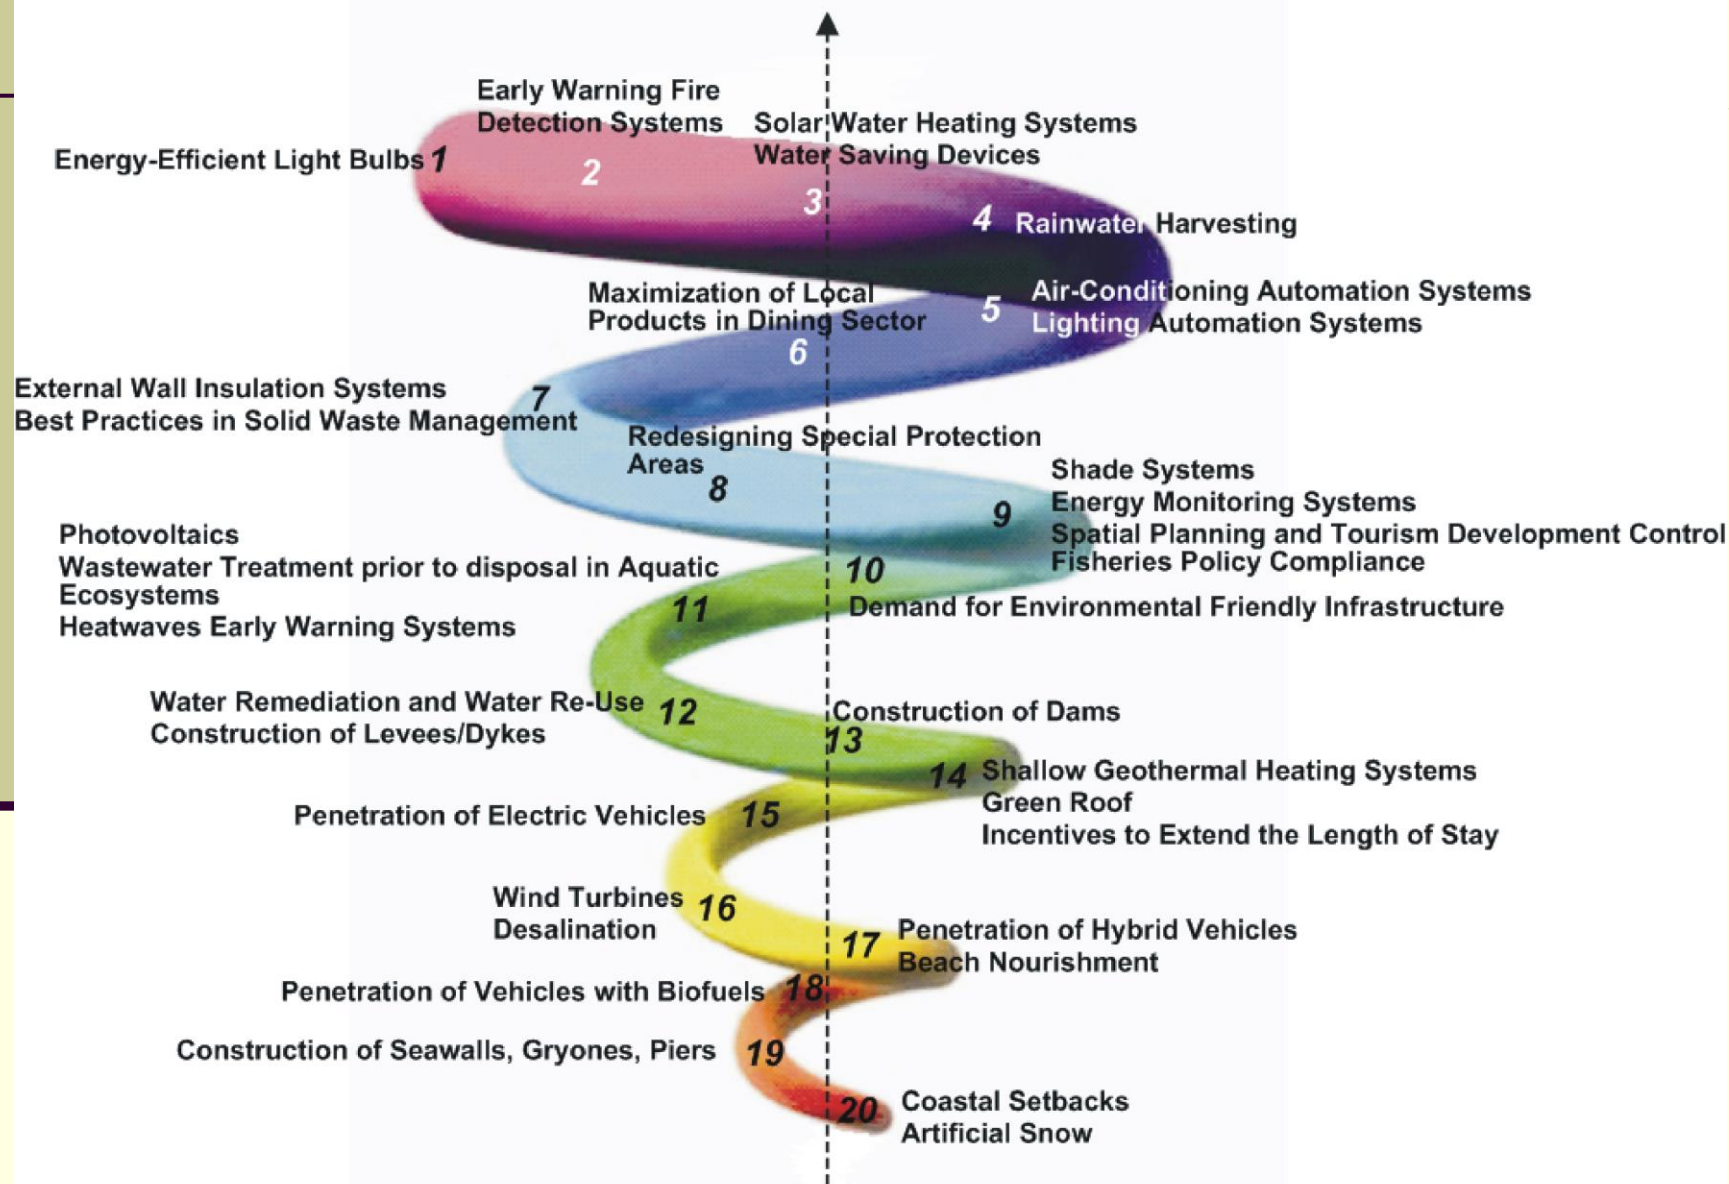 Early Warning Fire
Detection Systems
Solar Water Heating Systems
Water Saving Devices
Energy-Efficient Light Bulbs 1
2
3
4 Rainwater Harvesting
Maximization of Local
Products in Dining Sector
5
Air-Conditioning Automation Systems
Lighting Automation Systems
6
External Wall Insulation Systems
Best Practices in Solid Waste Management
7
Redesigning Special Protection
Areas
8
9
Shade Systems
Energy Monitoring Systems
Spatial Planning and Tourism Development Control
Fisheries Policy Compliance
Photovoltaics
Wastewater Treatment prior to disposal in Aquatic
Ecosystems
Heatwaves Early Warning Systems
10
Demand for Environmental Friendly Infrastructure
11
Water Remediation and Water Re-Use
Construction of Levees/Dykes
12
Construction of Dams
13
14
Shallow Geothermal Heating Systems
Green Roof
Incentives to Extend the Length of Stay
Penetration of Electric Vehicles 15
Wind Turbines
Desalination
16
17
Penetration of Hybrid Vehicles
Beach Nourishment
Penetration of Vehicles with Biofuels 18
Construction of Seawalls, Gryones, Piers 19
20
Coastal Setbacks
Artificial Snow